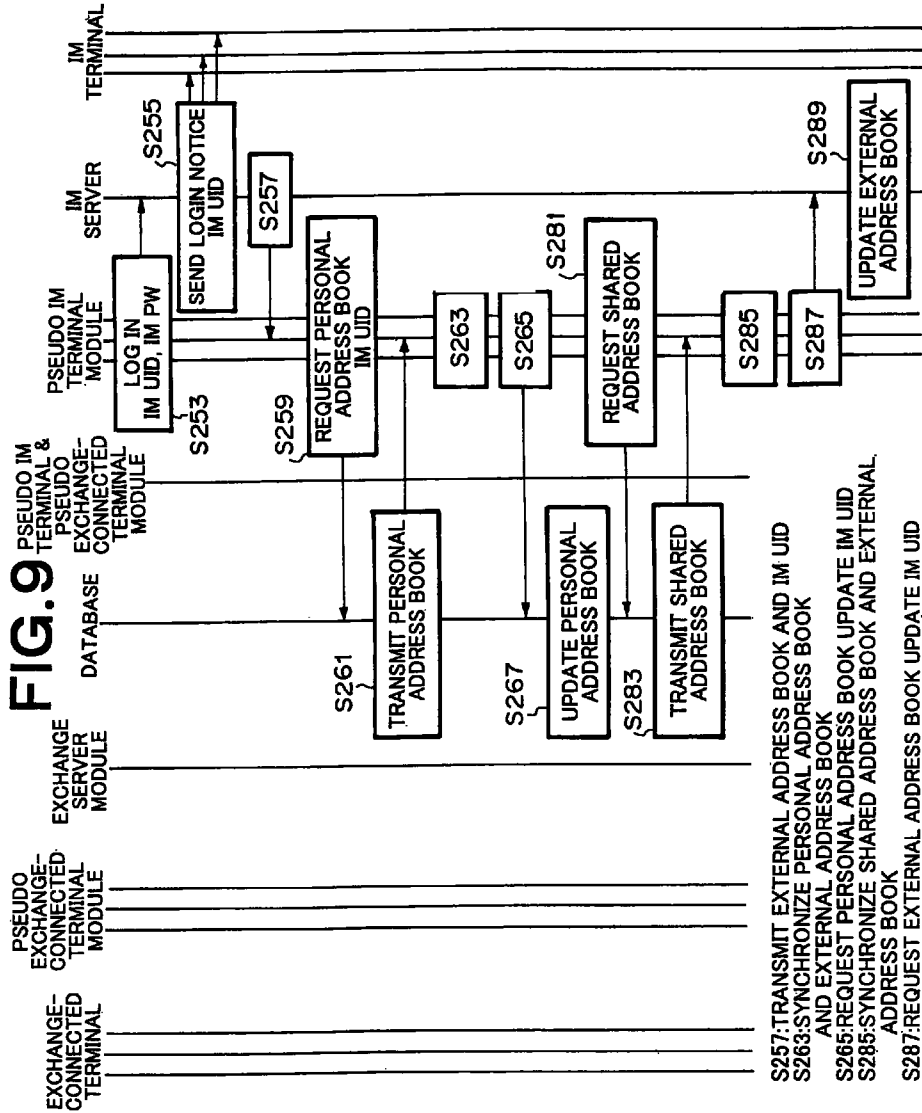 FIG.9
EXCHANGE-
CONNECTED
TERMINAL
PSEUDO
EXCHANGE-
CONNECTED
TERMINAL
MODULE
EXCHANGE
SERVER
MODULE
DATABASE
PSEUDO IM
TERMINAL &
PSEUDO
EXCHANGE-
CONNECTED
TERMINAL
MODULE
PSEUDO IM
TERMINAL
MODULE
IM
SERVER
IM
TERMINAL
LOG IN
IM UID, IM PW
S253
S255
SEND LOGIN NOTICE
IM UID
S257
S259
REQUEST PERSONAL
ADDRESS BOOK
IM UID
S261
TRANSMIT PERSONAL
ADDRESS BOOK
S263
S265
S267
UPDATE PERSONAL
ADDRESS BOOK
S281
REQUEST SHARED
ADDRESS BOOK
S283
TRANSMIT SHARED
ADDRESS BOOK
S285
S287
S289
UPDATE EXTERNAL
ADDRESS BOOK
S257:TRANSMIT EXTERNAL ADDRESS BOOK AND IM UID
S263:SYNCHRONIZE PERSONAL ADDRESS BOOK
AND EXTERNAL ADDRESS BOOK
S265:REQUEST PERSONAL ADDRESS BOOK UPDATE IM UID
S285:SYNCHRONIZE SHARED ADDRESS BOOK AND EXTERNAL
ADDRESS BOOK
S287:REQUEST EXTERNAL ADDRESS BOOK UPDATE IM UID